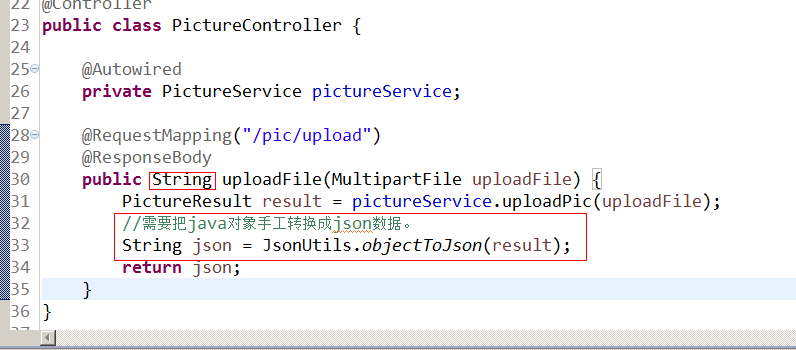 22 @Controller
23 public class PictureController {
24
25 @Autowired
26 private PictureService pictureService;
27
28 @RequestMapping("/pic/upload")
29 @ResponseBody
30 public String uploadFile(MultipartFile uploadFile) {
31 PictureResult result = pictureService.uploadPic(uploadFile);
32 //需要把java对象手工转换成json数据。
33 String json = JsonUtils.objectToJson(result);
34 return json;
35 }
36 }
37